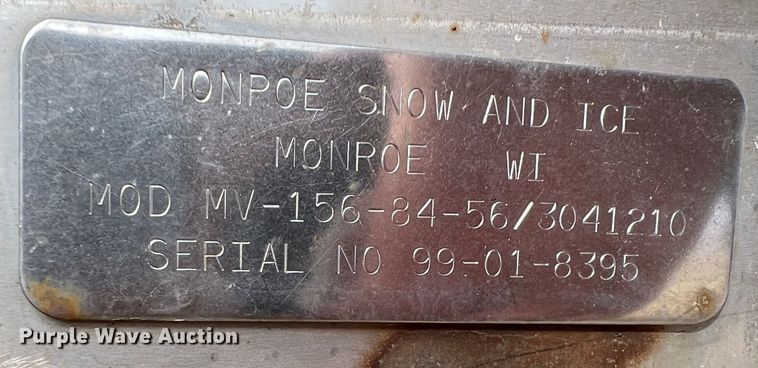 MONROE SNOW AND ICE
MONROE WI
MOD MV-156-84-56/3041210
SERIAL NO 99-01-8395
Purple Wave Auction